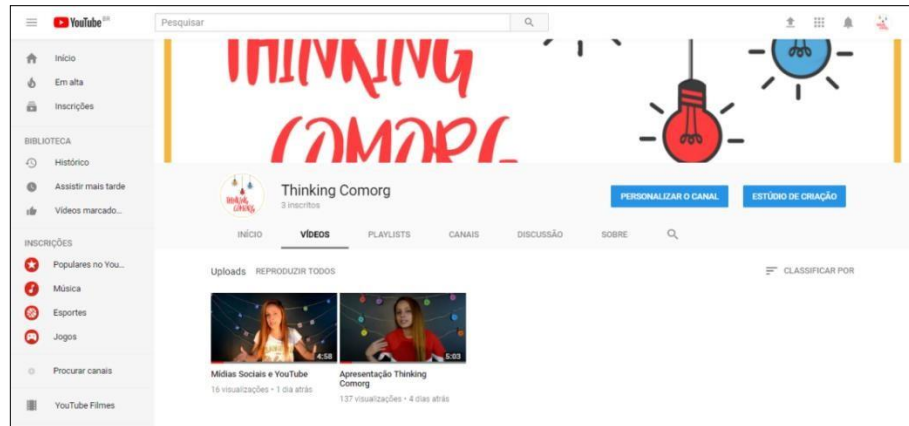 YouTube BR
Pesquisar
Início
Em alta
Inscrições
BIBLIOTECA
Histórico
Assistir mais tarde
Vídeos marcado...
INSCRIÇÕES
Populares no You...
Música
Esportes
Jogos
Procurar canais
YouTube Filmes
THINKING
COMORG
THINKING
COMORG
Thinking Comorg
3 inscritos
PERSONALIZAR O CANAL
ESTÚDIO DE CRIAÇÃO
INÍCIO VÍDEOS PLAYLISTS CANAIS DISCUSSÃO SOBRE
Uploads REPRODUZIR TODOS
CLASSIFICAR POR
4:58
5:03
Mídias Sociais e YouTube
16 visualizações • 1 dia atrás
Apresentação Thinking
Comorg
137 visualizações • 4 dias atrás